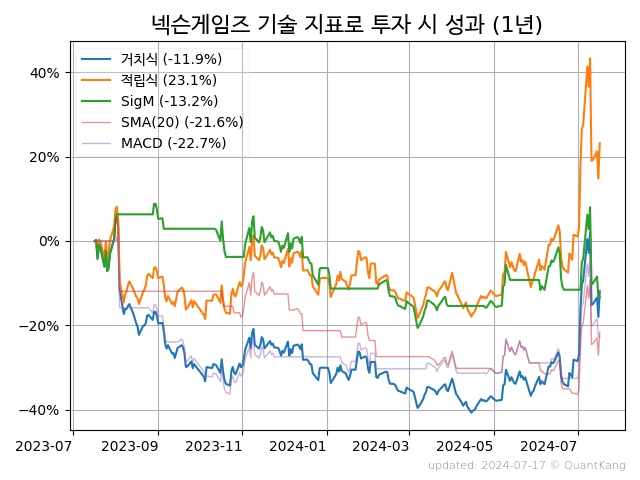 넥슨게임즈 기술 지표로 투자 시 성과 (1년)
거치식 (-11.9%)
적립식 (23.1%)
SigM (-13.2%)
SMA(20) (-21.6%)
MACD (-22.7%)
40%
20%
0%
−20%
−40%
2023-07 2023-09 2023-11 2024-01 2024-03 2024-05 2024-07
updated: 2024-07-17 © QuantKang